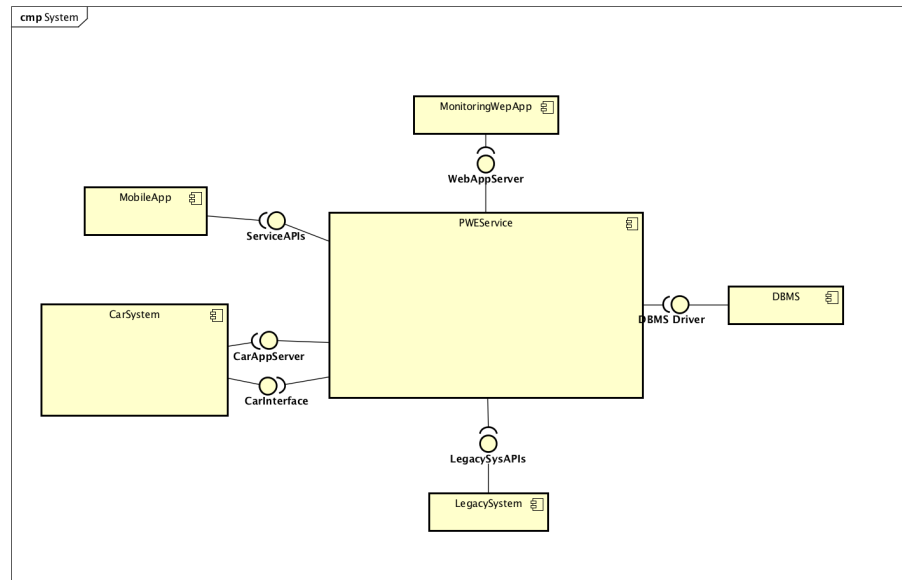 cmp System
MonitoringWepApp
WebAppServer
MobileApp
ServiceAPIs
PWEService
CarSystem
CarAppServer
CarInterface
DBMS
DBMS Driver
LegacySysAPIs
LegacySystem